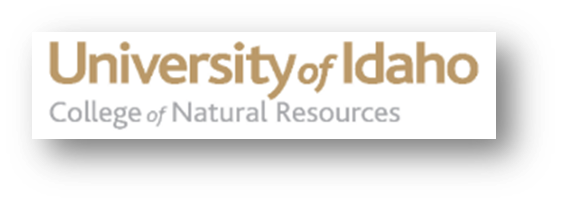 University of Idaho
College of Natural Resources